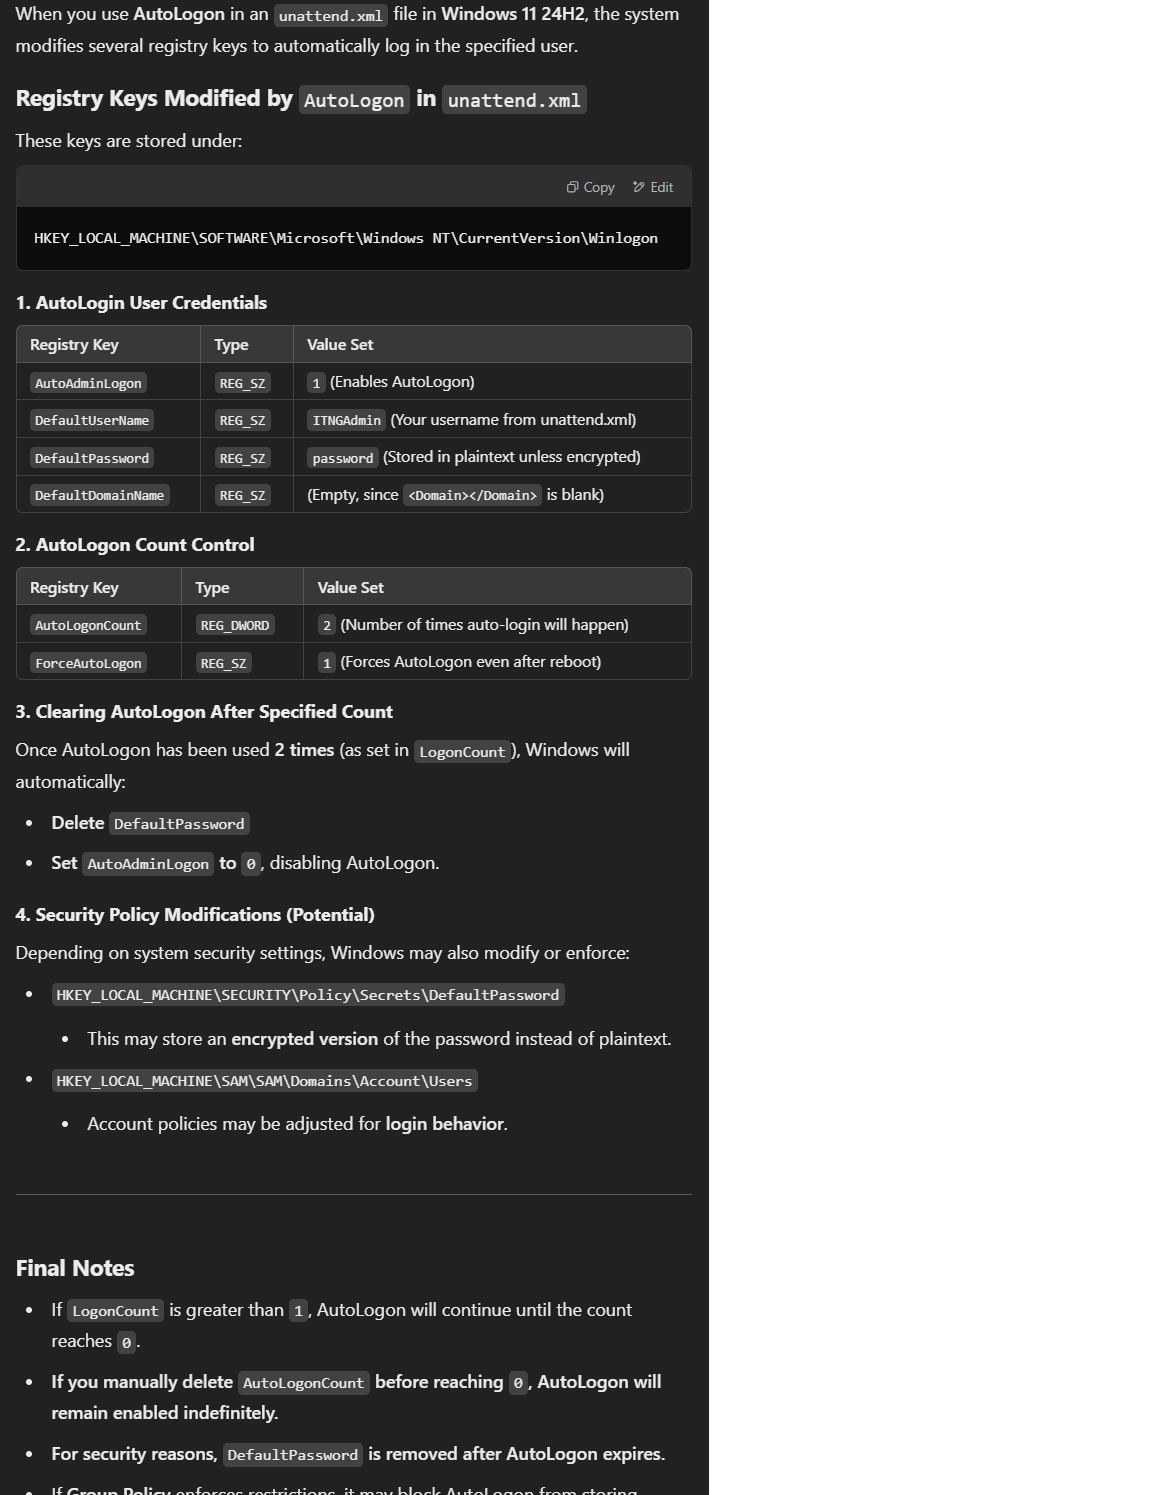 When you use AutoLogon in an unattend.xml file in Windows 11 24H2, the system
modifies several registry keys to automatically log in the specified user.
Registry Keys Modified by AutoLogon in unattend.xml
These keys are stored under:
Copy Edit
HKEY_LOCAL_MACHINE\SOFTWARE\Microsoft\Windows NT\CurrentVersion\Winlogon
1. AutoLogin User Credentials
Registry Key Type Value Set
AutoAdminLogon REG_SZ 1 (Enables AutoLogon)
DefaultUserName REG_SZ ITNGAdmin (Your username from unattend.xml)
DefaultPassword REG_SZ password (Stored in plaintext unless encrypted)
DefaultDomainName REG_SZ (Empty, since <Domain></Domain> is blank)
2. AutoLogon Count Control
Registry Key Type Value Set
AutoLogonCount REG_DWORD 2 (Number of times auto-login will happen)
ForceAutoLogon REG_SZ 1 (Forces AutoLogon even after reboot)
3. Clearing AutoLogon After Specified Count
Once AutoLogon has been used 2 times (as set in LogonCount), Windows will
automatically:
• Delete DefaultPassword
• Set AutoAdminLogon to 0, disabling AutoLogon.
4. Security Policy Modifications (Potential)
Depending on system security settings, Windows may also modify or enforce:
• HKEY_LOCAL_MACHINE\SECURITY\Policy\Secrets\DefaultPassword
• This may store an encrypted version of the password instead of plaintext.
• HKEY_LOCAL_MACHINE\SAM\SAM\Domains\Account\Users
• Account policies may be adjusted for login behavior.
Final Notes
• If LogonCount is greater than 1, AutoLogon will continue until the count
reaches 0.
• If you manually delete AutoLogonCount before reaching 0, AutoLogon will
remain enabled indefinitely.
• For security reasons, DefaultPassword is removed after AutoLogon expires.
• If Group Policy enforces restrictions, it may block AutoLogon from storing